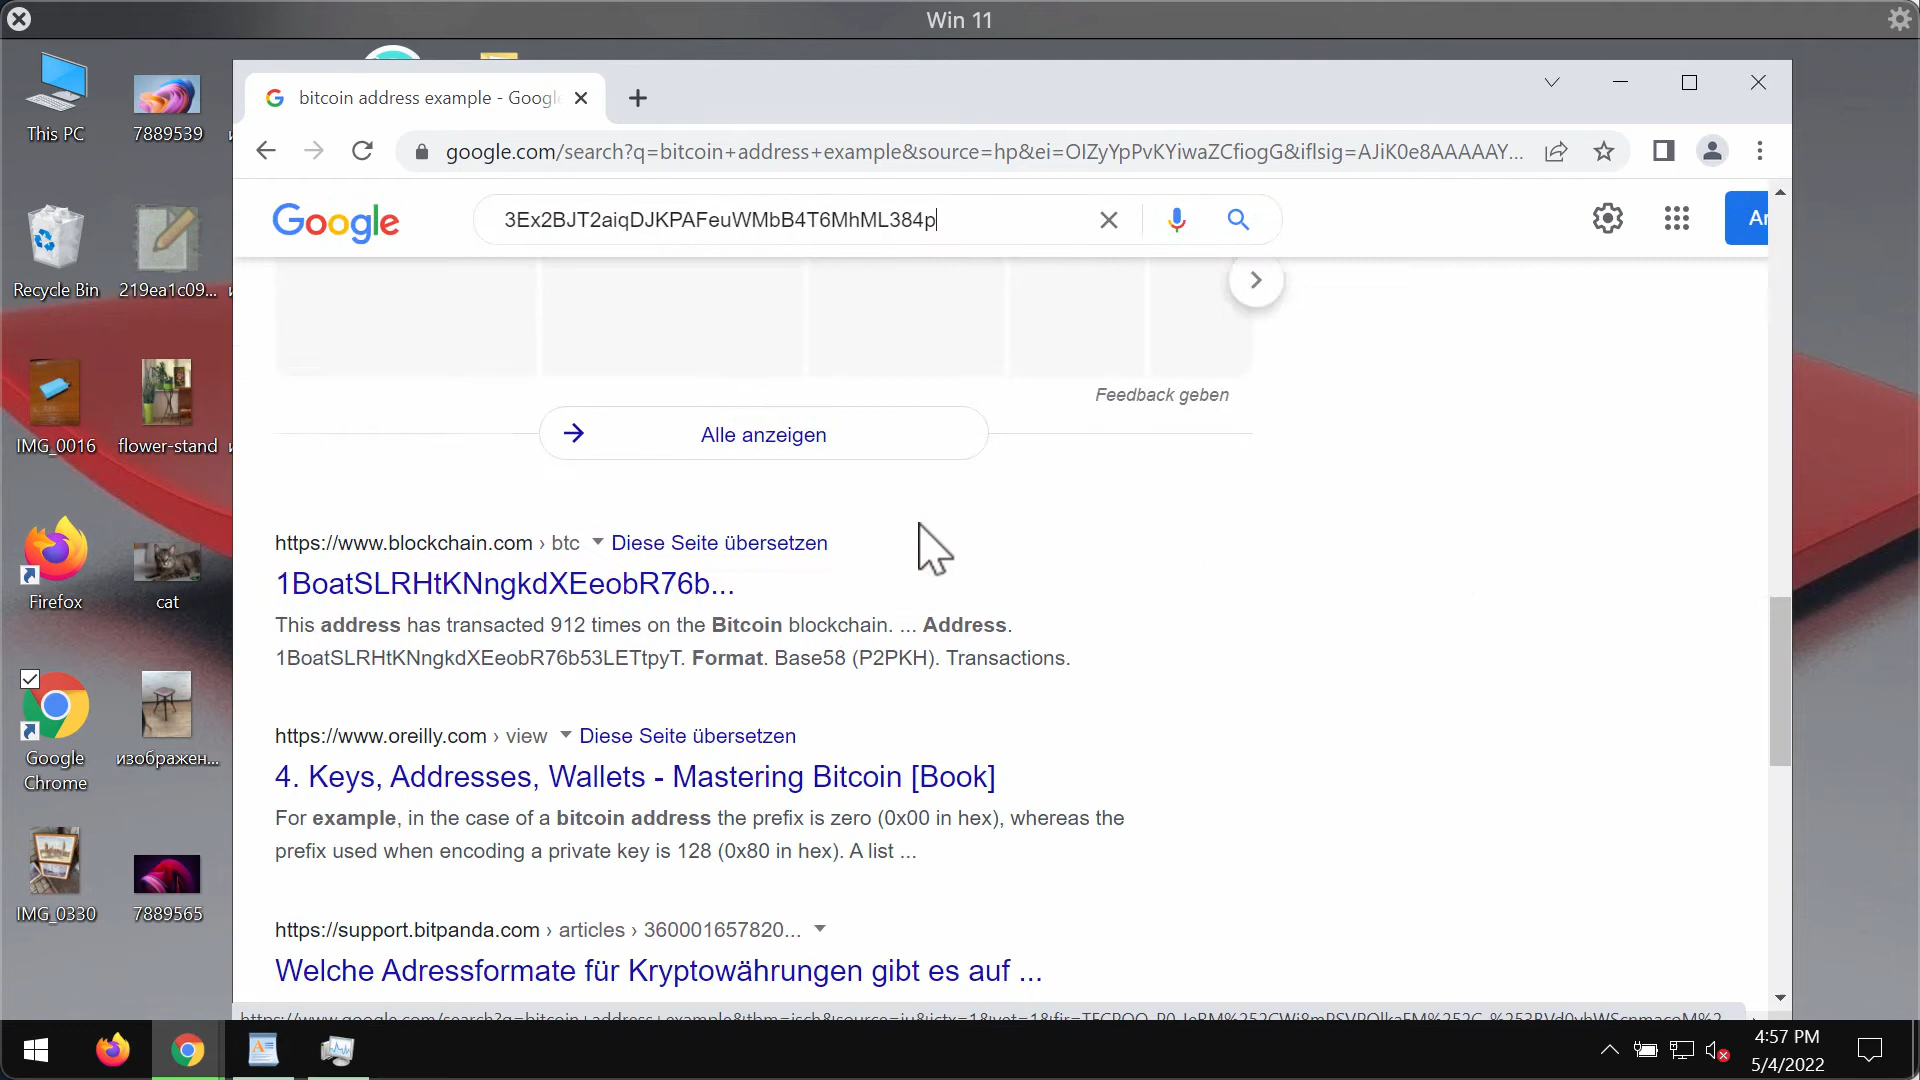 Win 11
This PC
7889539
Recycle Bin
219ea1c09...
IMG_0016
flower-stand
Firefox
cat
Google
Chrome
изображен...
IMG_0330
7889565
bitcoin address example - Google
google.com/search?q=bitcoin+address+example&source=hp&ei=OIZyYpPvKYiwaZCfiogG&iflsig=AJiK0e8AAAAAY...
Google
3Ex2BJT2aiqDJKPAFeuWMbB4T6MhML384p
Feedback geben
Alle anzeigen
https://www.blockchain.com › btc Diese Seite übersetzen
1BoatSLRHtKNngkdXEeobR76b...
This address has transacted 912 times on the Bitcoin blockchain. ... Address.
1BoatSLRHtKNngkdXEeobR76b53LETtpyT. Format. Base58 (P2PKH). Transactions.
https://www.oreilly.com › view Diese Seite übersetzen
4. Keys, Addresses, Wallets - Mastering Bitcoin [Book]
For example, in the case of a bitcoin address the prefix is zero (0x00 in hex), whereas the
prefix used when encoding a private key is 128 (0x80 in hex). A list ...
https://support.bitpanda.com › articles › 360001657820...
Welche Adressformate für Kryptowährungen gibt es auf ...
4:57 PM
5/4/2022